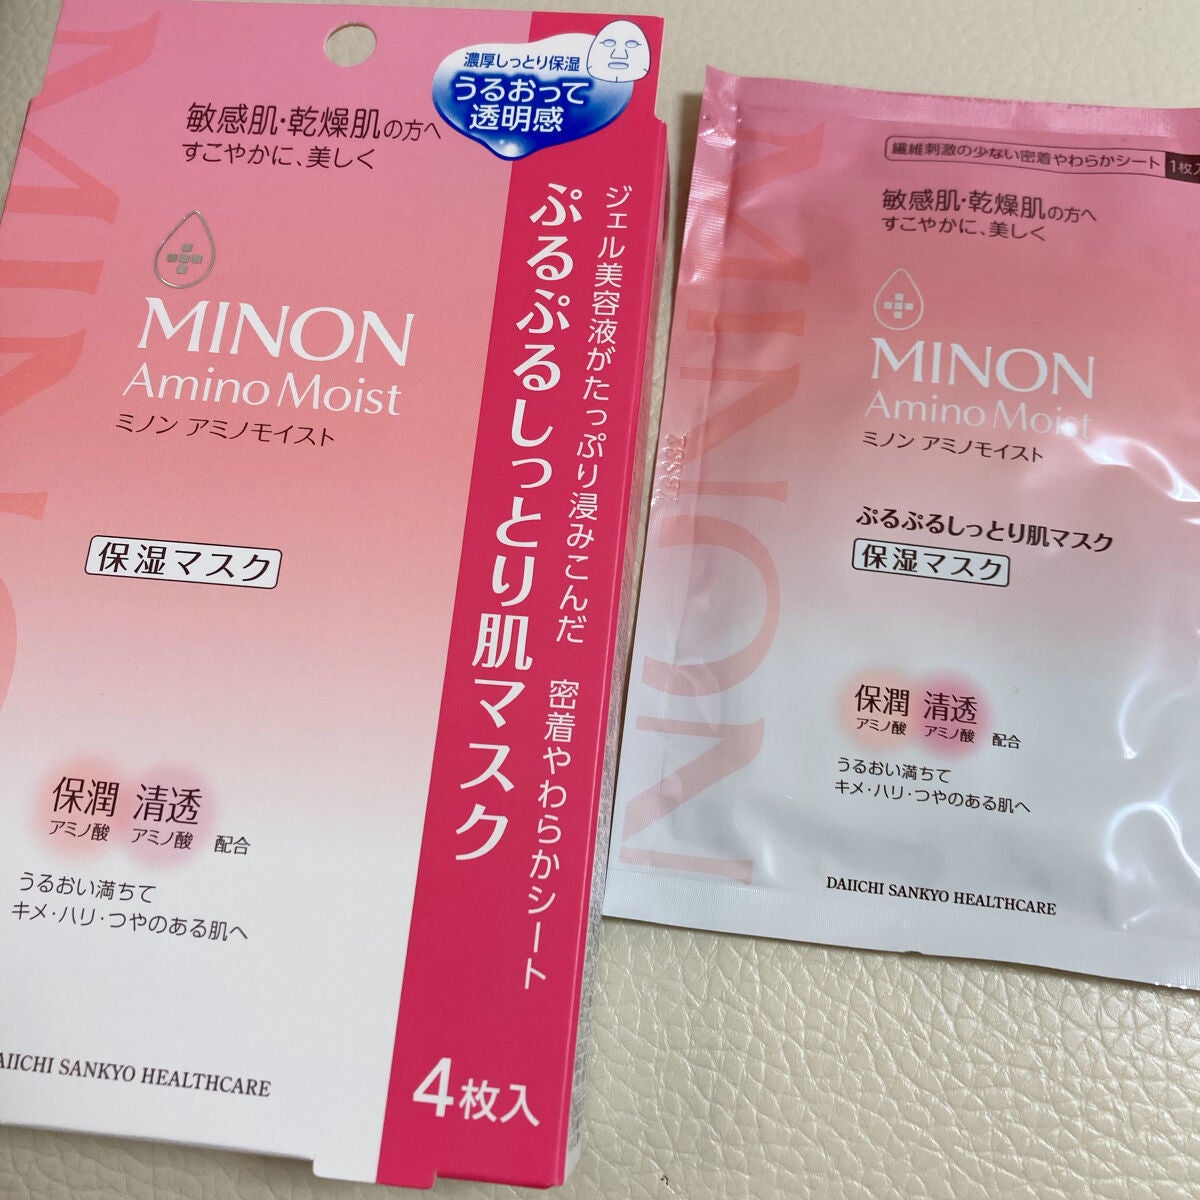 濃厚しっとり保湿
うるおって
透明感
敏感肌・乾燥肌の方へ
すこやかに、美しく
MINON
Amino Moist
ミノン アミノモイスト
保湿マスク
保潤 清透
アミノ酸 アミノ酸 配合
うるおい満ちて
キメ・ハリ・つやのある肌へ
AIICHI SANKYO HEALTHCARE
ジェル美容液がたっぷり浸みこんだ 密着やわらかシート
ぷるぷるしっとり肌マスク
4枚入
MINON
繊維刺激の少ない密着やわらかシート 1枚入
敏感肌・乾燥肌の方へ
すこやかに、美しく
MINON
Amino Moist
ミノン アミノモイスト
ぷるぷるしっとり肌マスク
保湿マスク
保潤 清透
アミノ酸 アミノ酸 配合
うるおい満ちて
キメ・ハリ・つやのある肌へ
DAIICHI SANKYO HEALTHCARE
MINON